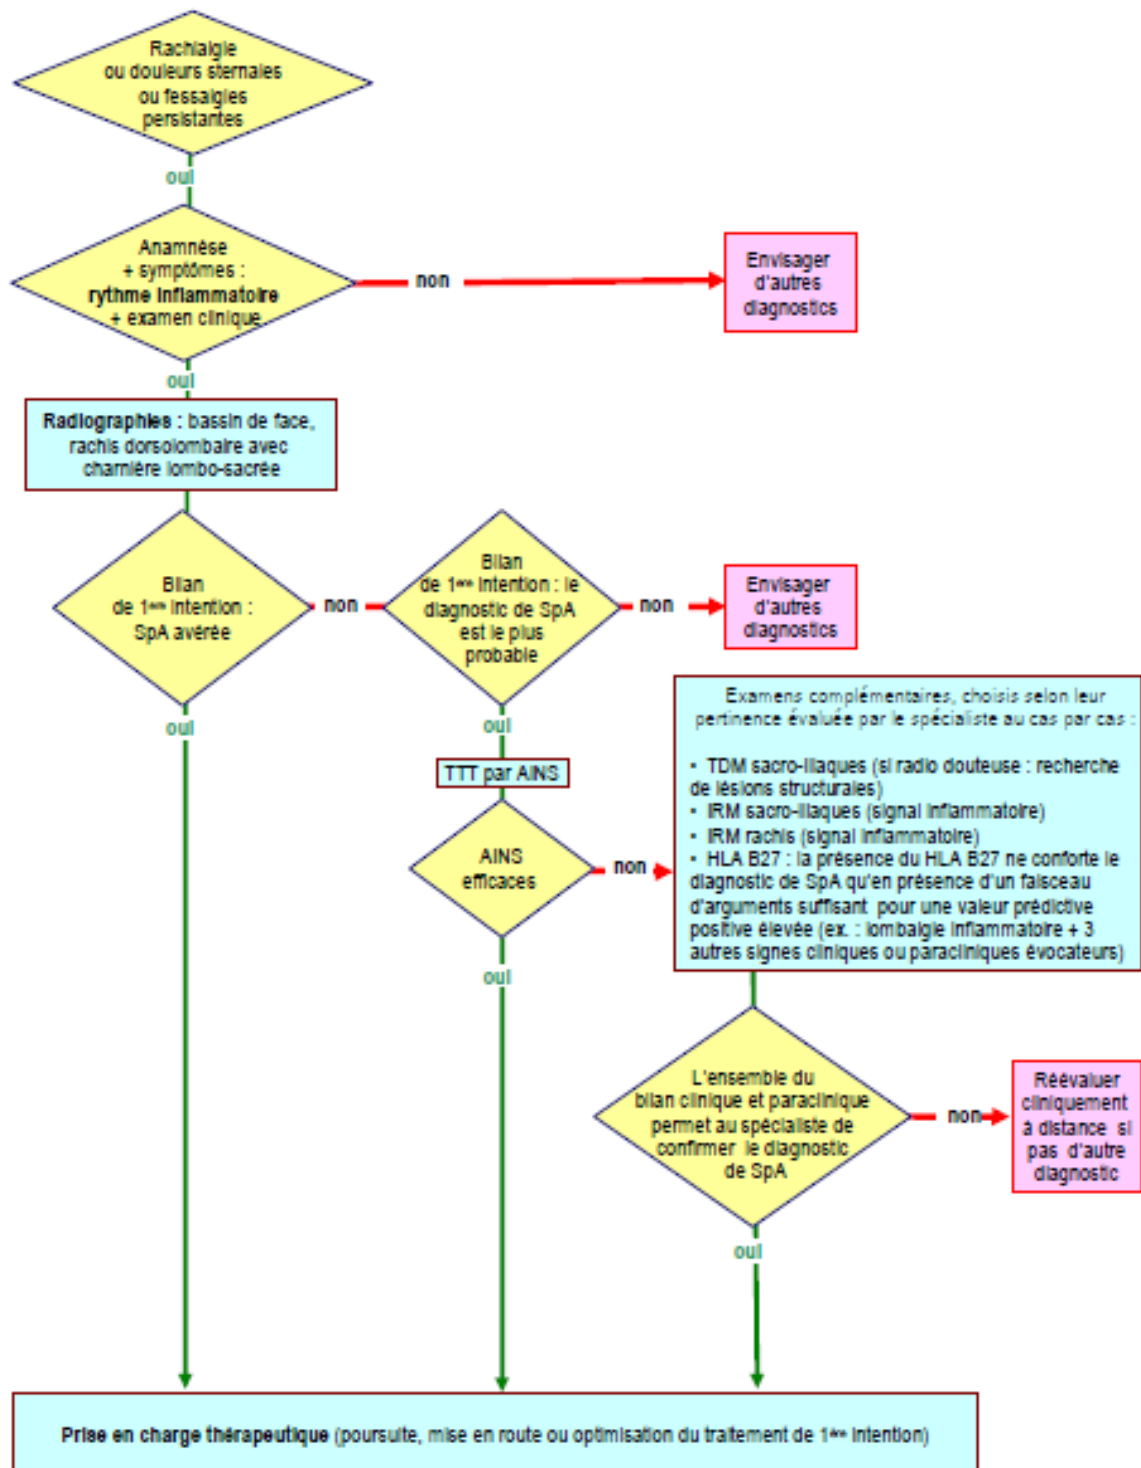 Rachialgie
ou douleurs sternales
ou fessalgies
persistantes
oui
Anamnèse
+ symptômes :
rythme inflammatoire
+ examen clinique
non
Envisager
d'autres
diagnostics
oui
Radiographies : bassin de face,
rachis dorsolombaire avec
charnière lombo-sacrée
Bilan
de 1ère intention :
SpA avérée
non
Bilan
de 1ère intention : le
diagnostic de SpA
est le plus
probable
non
Envisager
d'autres
diagnostics
oui
oui
TTT par AINS
AINS
efficaces
non
Examens complémentaires, choisis selon leur
pertinence évaluée par le spécialiste au cas par cas :
▪ TDM sacro-iliaques (si radio douteuse : recherche
de lésions structurales)
▪ IRM sacro-iliaques (signal inflammatoire)
▪ IRM rachis (signal inflammatoire)
▪ HLA B27 : la présence du HLA B27 ne conforte le
diagnostic de SpA qu'en présence d'un faisceau
d'arguments suffisant pour une valeur prédictive
positive élevée (ex. : lombalgie inflammatoire + 3
autres signes cliniques ou paracliniques évocateurs)
oui
L'ensemble du
bilan clinique et paraclinique
permet au spécialiste de
confirmer le diagnostic
de SpA
non
Réévaluer
cliniquement
à distance si
pas d'autre
diagnostic
oui
Prise en charge thérapeutique (poursuite, mise en route ou optimisation du traitement de 1ère intention)